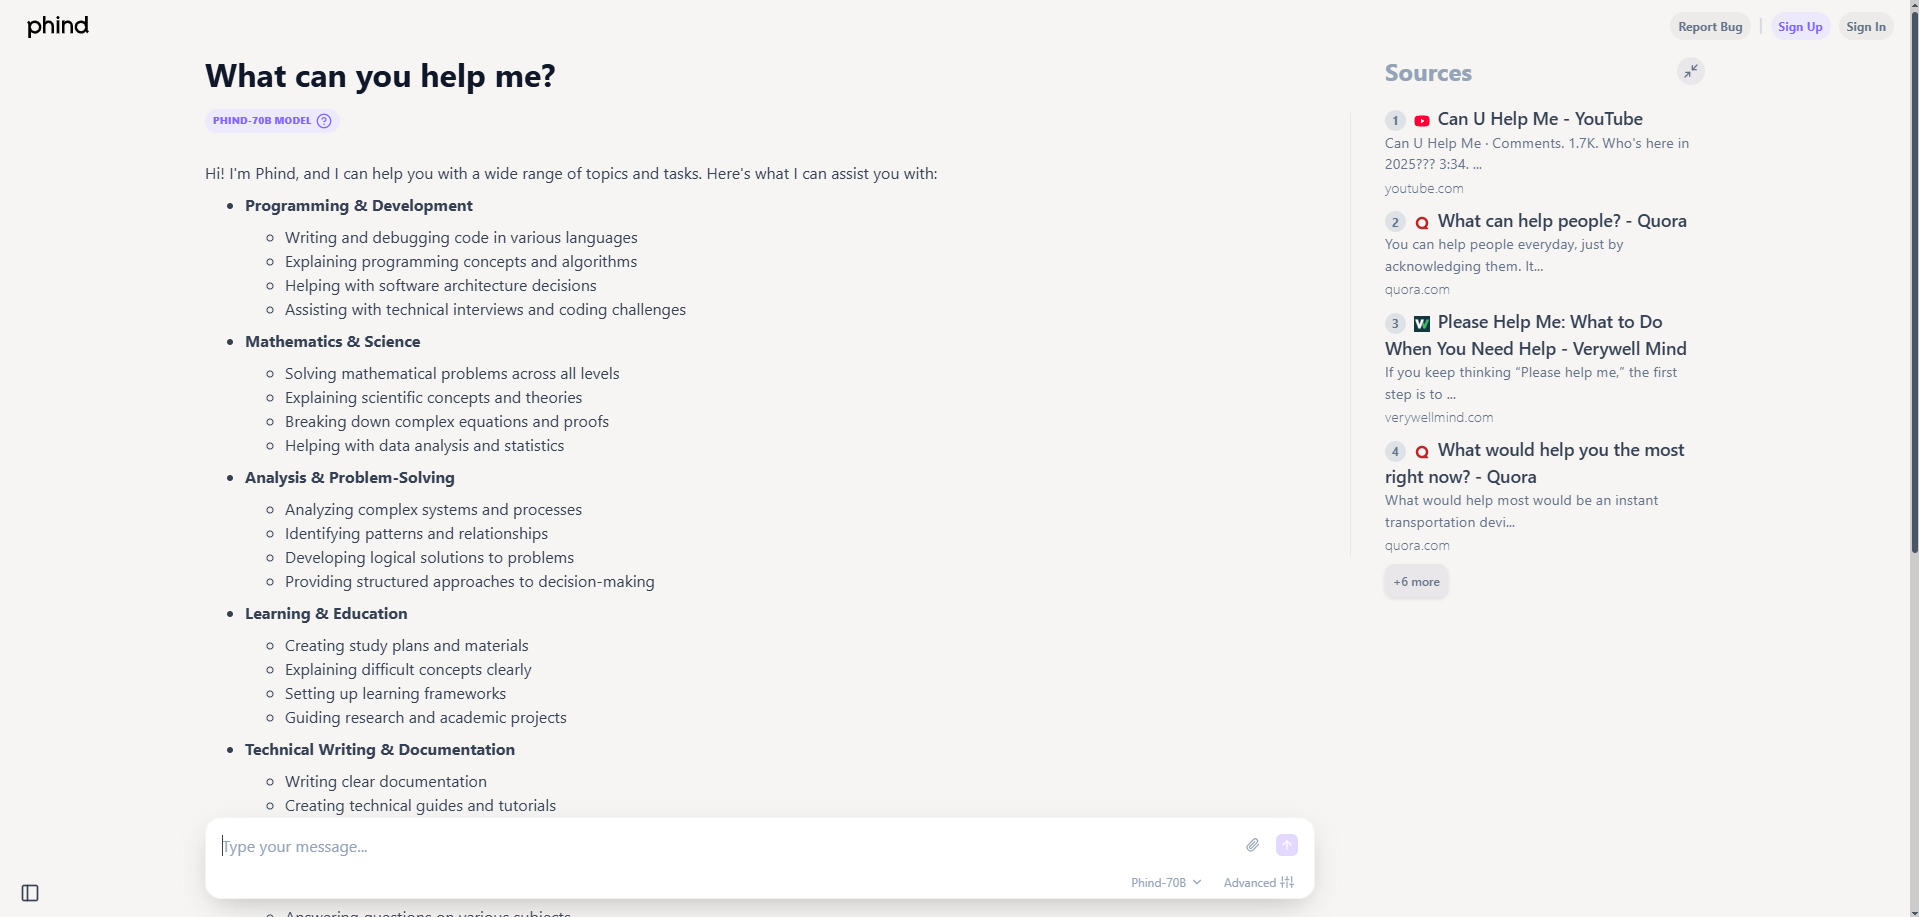 phind
Report Bug
Sign Up
Sign In
What can you help me?
PHIND-70B MODEL
Hi! I'm Phind, and I can help you with a wide range of topics and tasks. Here's what I can assist you with:
Programming & Development
Writing and debugging code in various languages
Explaining programming concepts and algorithms
Helping with software architecture decisions
Assisting with technical interviews and coding challenges
Mathematics & Science
Solving mathematical problems across all levels
Explaining scientific concepts and theories
Breaking down complex equations and proofs
Helping with data analysis and statistics
Analysis & Problem-Solving
Analyzing complex systems and processes
Identifying patterns and relationships
Developing logical solutions to problems
Providing structured approaches to decision-making
Learning & Education
Creating study plans and materials
Explaining difficult concepts clearly
Setting up learning frameworks
Guiding research and academic projects
Technical Writing & Documentation
Writing clear documentation
Creating technical guides and tutorials
Type your message...
Phind-70B
Advanced
Answering questions on various subjects
Sources
1 Can U Help Me - YouTube
Can U Help Me · Comments. 1.7K. Who's here in
2025??? 3:34. ...
youtube.com
2 What can help people? - Quora
You can help people everyday, just by
acknowledging them. It...
quora.com
3 Please Help Me: What to Do
When You Need Help - Verywell Mind
If you keep thinking “Please help me,” the first
step is to ...
verywellmind.com
4 What would help you the most
right now? - Quora
What would help most would be an instant
transportation devi...
quora.com
+6 more